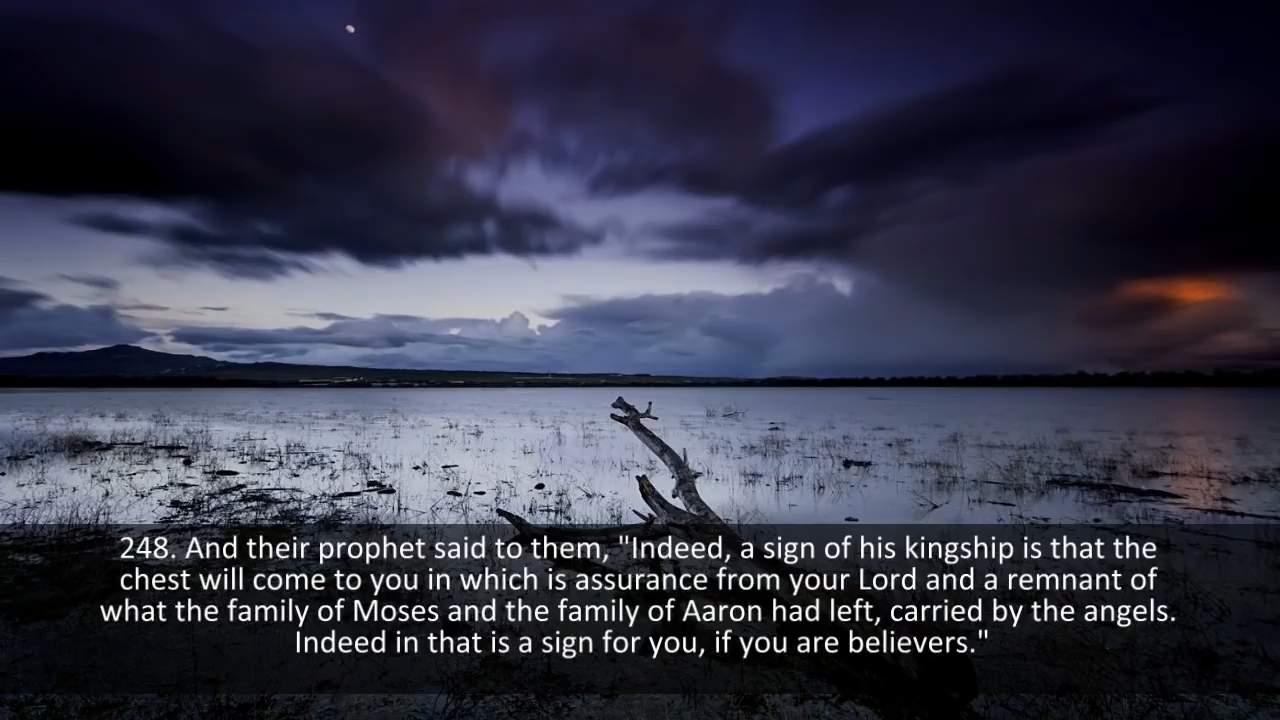 248. And their prophet said to them, "Indeed, a sign of his kingship is that the
chest will come to you in which is assurance from your Lord and a remnant of
what the family of Moses and the family of Aaron had left, carried by the angels.
Indeed in that is a sign for you, if you are believers."